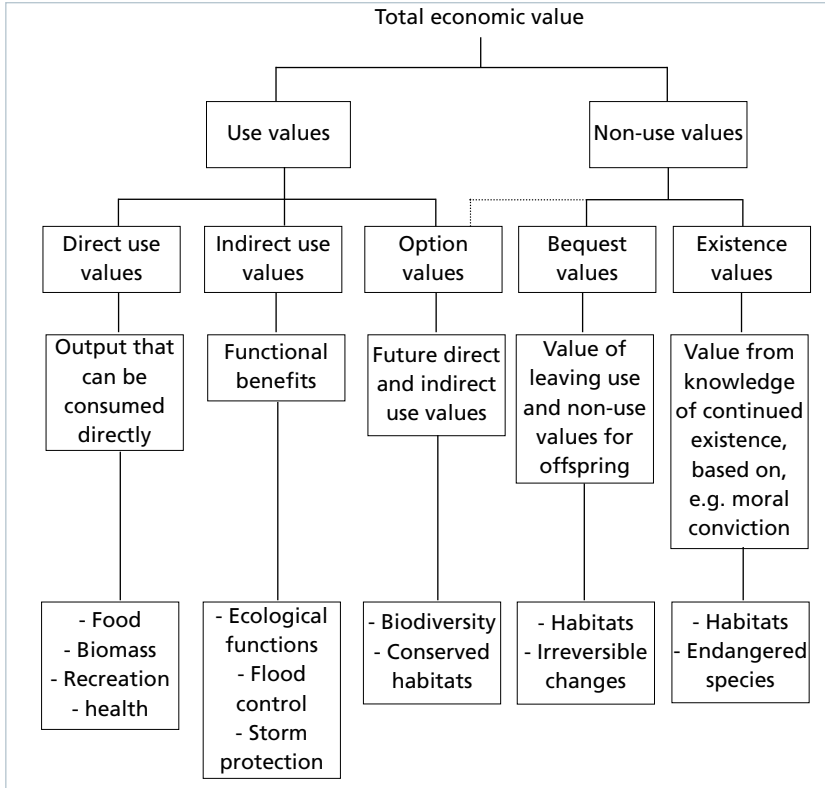 Total economic value
Use values
Non-use values
Direct use
values
Indirect use
values
Option
values
Bequest
values
Existence
values
Output that
can be
consumed
directly
Functional
benefits
Future direct
and indirect
use values
Value of
leaving use
and non-use
values for
offspring
Value from
knowledge
of continued
existence,
based on,
e.g. moral
conviction
- Food
- Biomass
- Recreation
- health
- Ecological
functions
- Flood
control
- Storm
protection
- Biodiversity
- Conserved
habitats
- Habitats
- Irreversible
changes
- Habitats
- Endangered
species